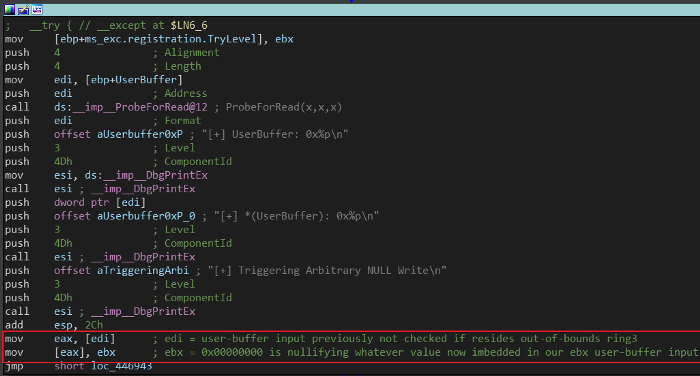 ;   __try { // __except at $LN6_6
mov     [ebp+ms_exc.registration.TryLevel], ebx
push    4               ; Alignment
push    4               ; Length
mov     edi, [ebp+UserBuffer]
push    edi             ; Address
call    ds:__imp__ProbeForRead@12 ; ProbeForRead(x,x,x)
push    edi             ; Format
push    offset aUserbuffer0xP ; "[+] UserBuffer: 0x%p\n"
push    3               ; Level
push    4Dh             ; ComponentId
mov     esi, ds:__imp__DbgPrintEx
call    esi ; __imp__DbgPrintEx
push    dword ptr [edi]
push    offset aUserbuffer0xP_0 ; "[+] *(UserBuffer): 0x%p\n"
push    3               ; Level
push    4Dh             ; ComponentId
call    esi ; __imp__DbgPrintEx
push    offset aTriggeringArbi ; "[+] Triggering Arbitrary NULL Write\n"
push    3               ; Level
push    4Dh             ; ComponentId
call    esi ; __imp__DbgPrintEx
add     esp, 2Ch
mov     eax, [edi]      ; edi = user-buffer input previously not checked if resides out-of-bounds ring3
mov     [eax], ebx      ; ebx = 0x00000000 is nullifying whatever value now imbedded in our ebx user-buffer input
jmp     short loc_446943